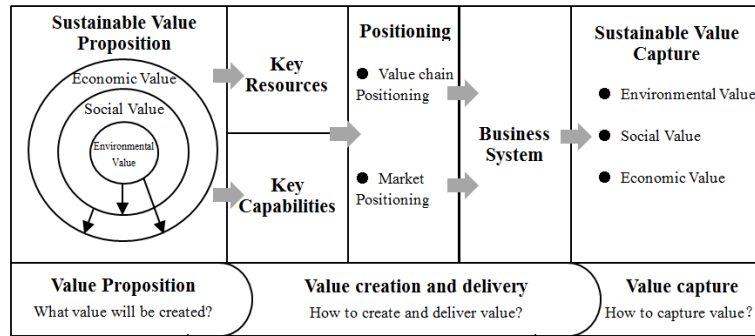 Sustainable Value
Proposition
Economic Value
Social Value
Environmental
Value
Key
Resources
Key
Capabilities
Positioning
● Value chain
Positioning
● Market
Positioning
Business
System
Sustainable Value
Capture
● Environmental Value
● Social Value
● Economic Value
Value Proposition
What value will be created?
Value creation and delivery
How to create and deliver value?
Value capture
How to capture value?